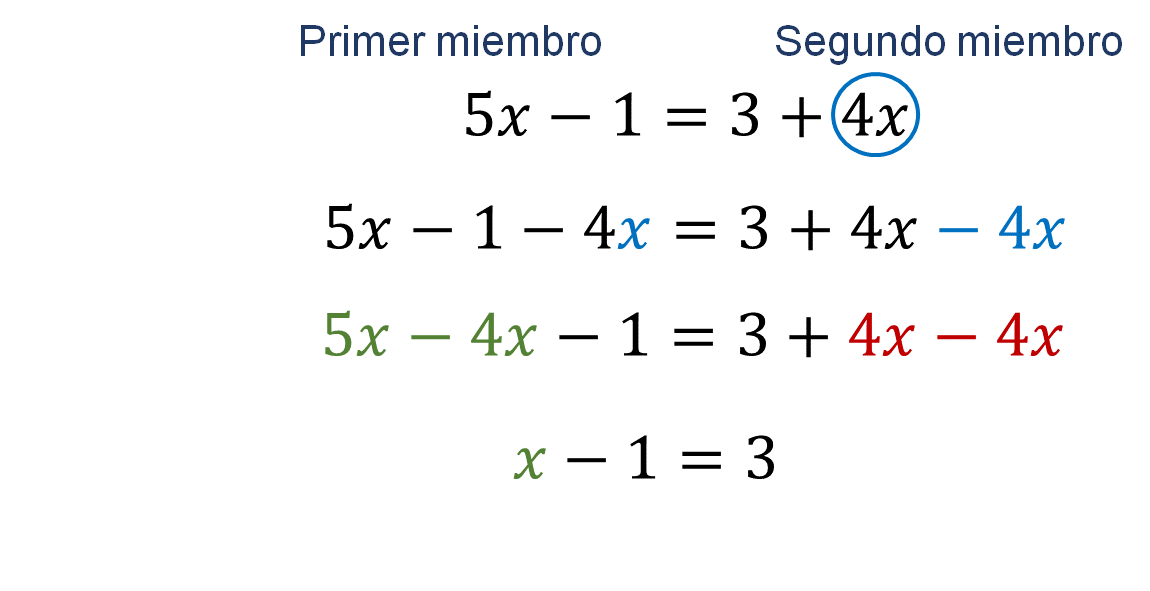 Primer miembro Segundo miembro
5x − 1 = 3 + 4x
5x − 1 − 4x = 3 + 4x − 4x
5x − 4x − 1 = 3 + 4x − 4x
x − 1 = 3